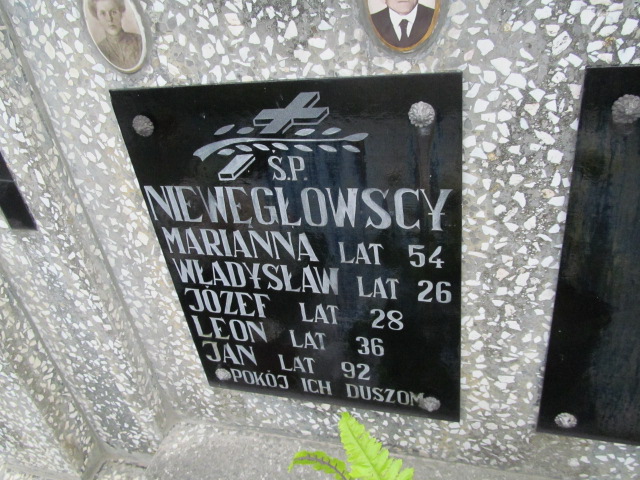 Ś.P.
NIEWĘGŁOWSCY
MARIANNA LAT 54
WŁADYSŁAW LAT 26
JÓZEF LAT 28
LEON LAT 36
JAN LAT 92
POKÓJ ICH DUSZOM